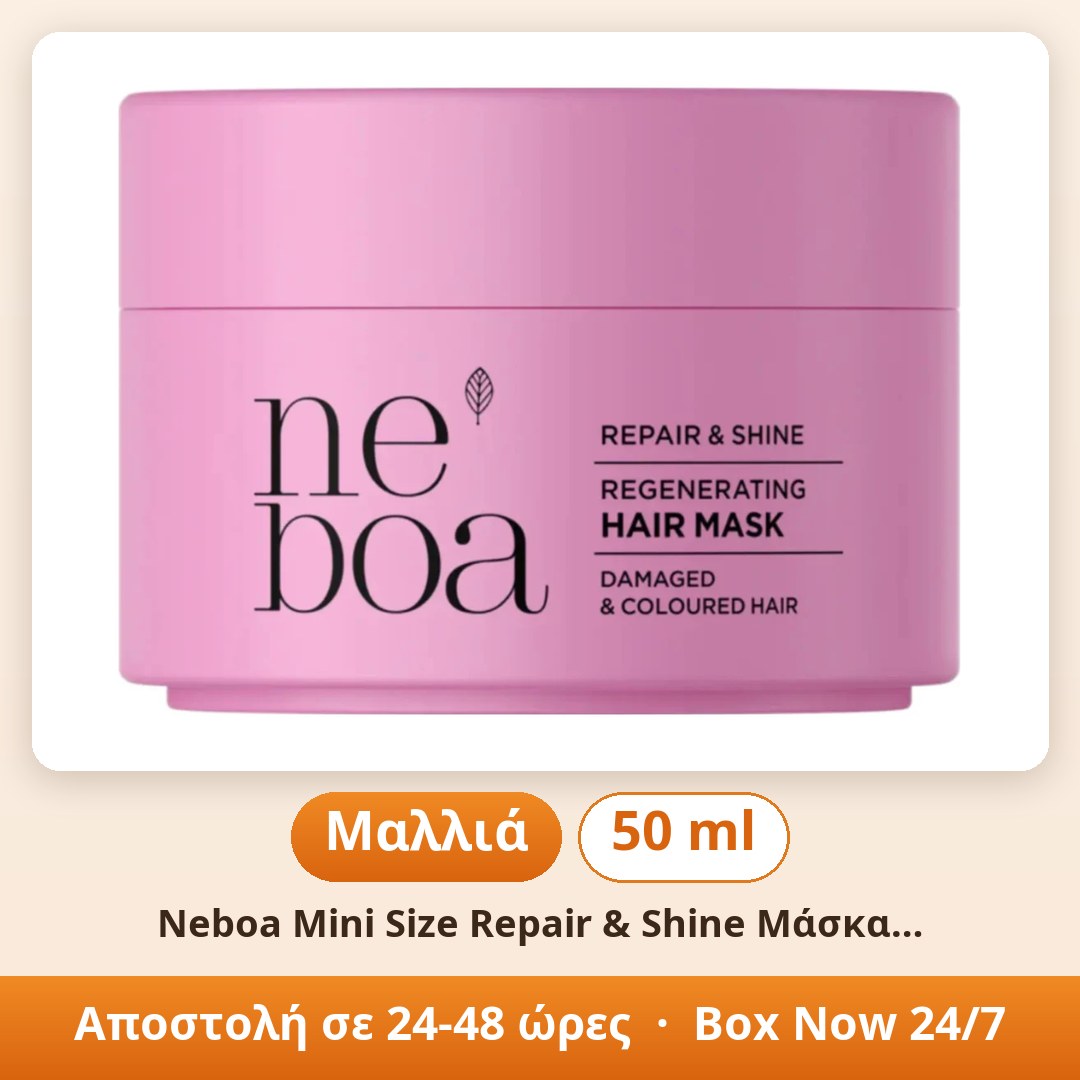 ne
boa
REPAIR & SHINE
REGENERATING
HAIR MASK
DAMAGED
& COLOURED HAIR
Μαλλιά
50 ml
Neboa Mini Size Repair & Shine Μάσκα...
Αποστολή σε 24-48 ώρες · Box Now 24/7